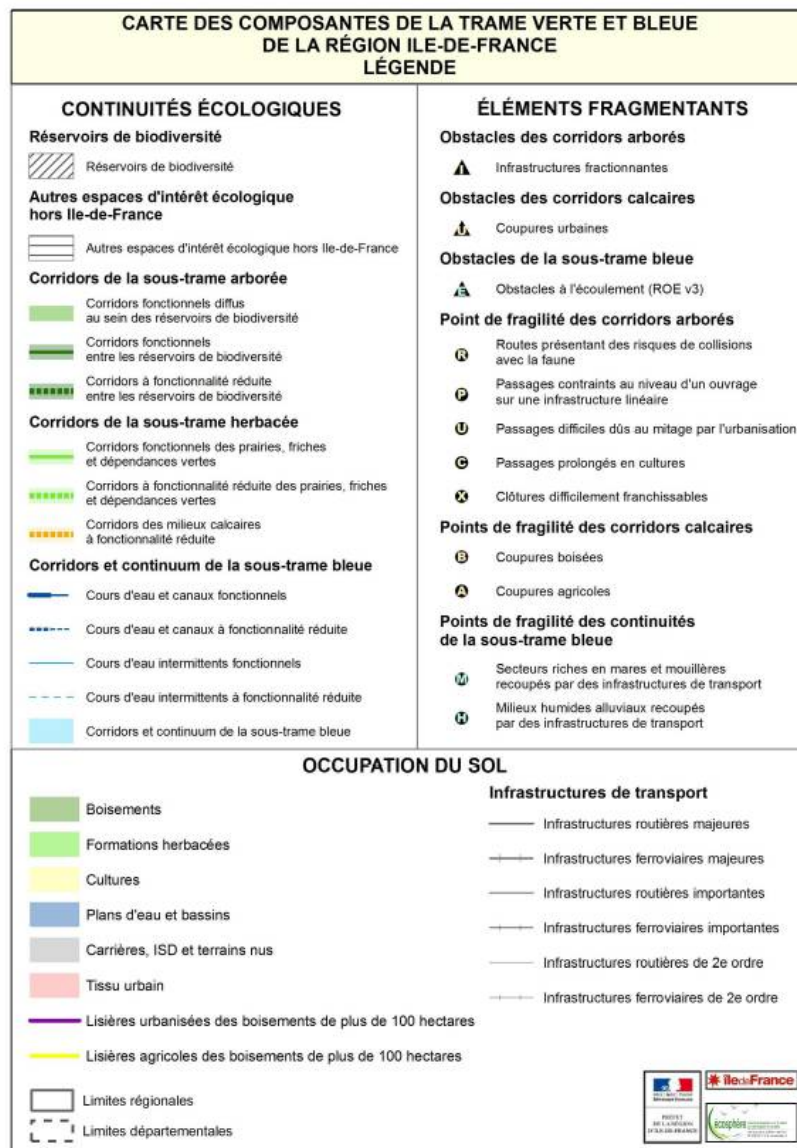 CARTE DES COMPOSANTES DE LA TRAME VERTE ET BLEUE
DE LA RÉGION ILE-DE-FRANCE
LÉGENDE
CONTINUITÉS ÉCOLOGIQUES
Réservoirs de biodiversité
Réservoirs de biodiversité
Autres espaces d'intérêt écologique
hors Ile-de-France
Autres espaces d'intérêt écologique hors Ile-de-France
Corridors de la sous-trame arborée
Corridors fonctionnels diffus
au sein des réservoirs de biodiversité
Corridors fonctionnels
entre les réservoirs de biodiversité
Corridors à fonctionnalité réduite
entre les réservoirs de biodiversité
Corridors de la sous-trame herbacée
Corridors fonctionnels des prairies, friches
et dépendances vertes
Corridors à fonctionnalité réduite des prairies, friches
et dépendances vertes
Corridors des milieux calcaires
à fonctionnalité réduite
Corridors et continuum de la sous-trame bleue
Cours d'eau et canaux fonctionnels
Cours d'eau et canaux à fonctionnalité réduite
Cours d'eau intermittents fonctionnels
Cours d'eau intermittents à fonctionnalité réduite
Corridors et continuum de la sous-trame bleue
ÉLÉMENTS FRAGMENTANTS
Obstacles des corridors arborés
I Infrastructures fractionnantes
Obstacles des corridors calcaires
U Coupures urbaines
Obstacles de la sous-trame bleue
E Obstacles à l'écoulement (ROE v3)
Point de fragilité des corridors arborés
R Routes présentant des risques de collisions
avec la faune
P Passages contraints au niveau d'un ouvrage
sur une infrastructure linéaire
U Passages difficiles dûs au mitage par l'urbanisation
C Passages prolongés en cultures
X Clôtures difficilement franchissables
Points de fragilité des corridors calcaires
B Coupures boisées
A Coupures agricoles
Points de fragilité des continuités
de la sous-trame bleue
M Secteurs riches en mares et mouillères
recoupés par des infrastructures de transport
H Milieux humides alluviaux recoupés
par des infrastructures de transport
OCCUPATION DU SOL
Boisements
Formations herbacées
Cultures
Plans d'eau et bassins
Carrières, ISD et terrains nus
Tissu urbain
Lisières urbanisées des boisements de plus de 100 hectares
Lisières agricoles des boisements de plus de 100 hectares
Limites régionales
Limites départementales
Infrastructures de transport
Infrastructures routières majeures
Infrastructures ferroviaires majeures
Infrastructures routières importantes
Infrastructures ferroviaires importantes
Infrastructures routières de 2e ordre
Infrastructures ferroviaires de 2e ordre
PRÉFET
DE LA RÉGION
D'ILE-DE-FRANCE
îledeFrance
écosphère